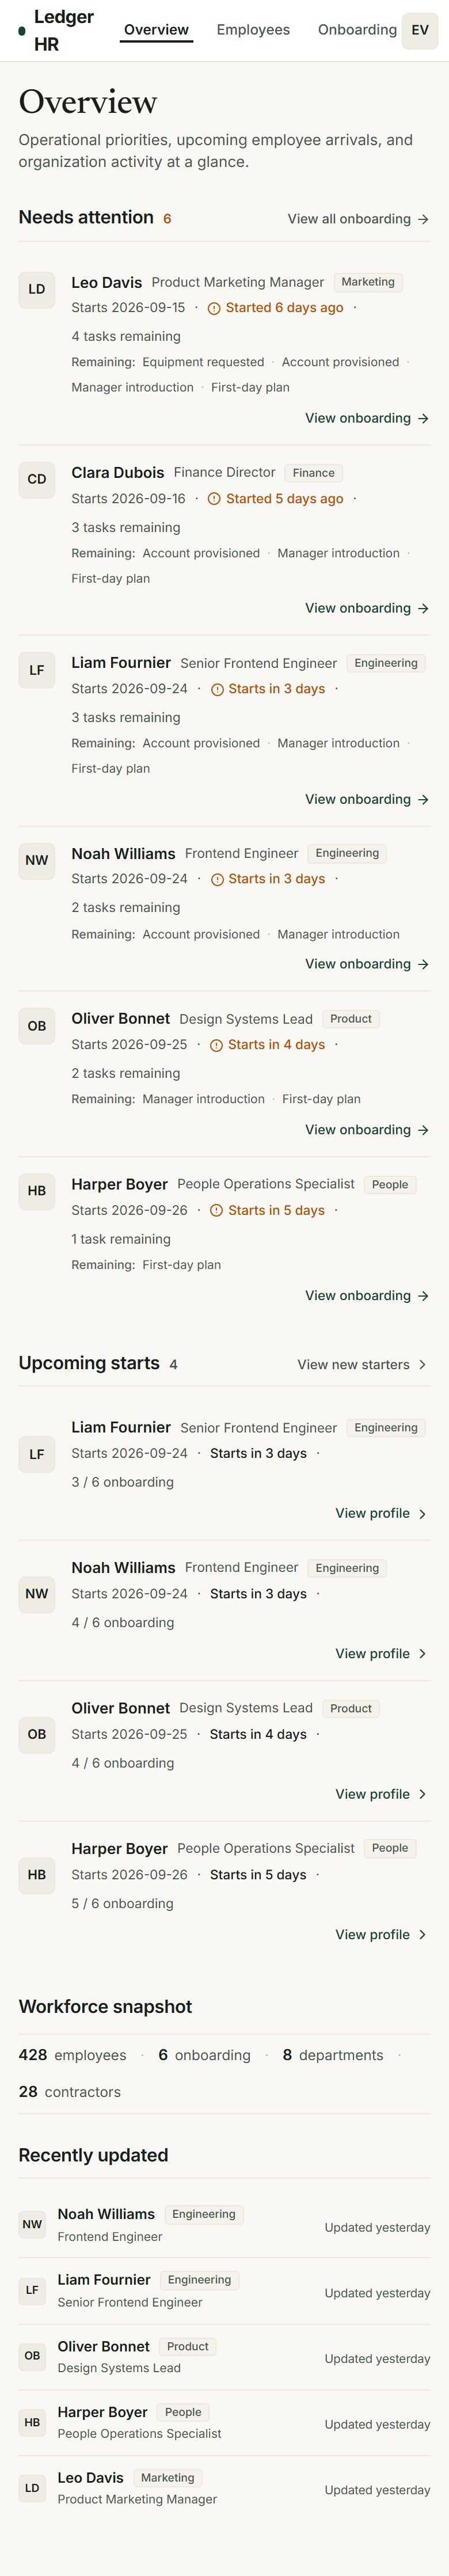 Ledger
HR
Overview Employees Onboarding EV
Overview
Operational priorities, upcoming employee arrivals, and
organization activity at a glance.
Needs attention 6 View all onboarding →
LD Leo Davis Product Marketing Manager Marketing
Starts 2026-09-15 · Started 6 days ago ·
4 tasks remaining
Remaining: Equipment requested · Account provisioned ·
Manager introduction · First-day plan
View onboarding →
CD Clara Dubois Finance Director Finance
Starts 2026-09-16 · Started 5 days ago ·
3 tasks remaining
Remaining: Account provisioned · Manager introduction ·
First-day plan
View onboarding →
LF Liam Fournier Senior Frontend Engineer Engineering
Starts 2026-09-24 · Starts in 3 days ·
3 tasks remaining
Remaining: Account provisioned · Manager introduction ·
First-day plan
View onboarding →
NW Noah Williams Frontend Engineer Engineering
Starts 2026-09-24 · Starts in 3 days ·
2 tasks remaining
Remaining: Account provisioned · Manager introduction
View onboarding →
OB Oliver Bonnet Design Systems Lead Product
Starts 2026-09-25 · Starts in 4 days ·
2 tasks remaining
Remaining: Manager introduction · First-day plan
View onboarding →
HB Harper Boyer People Operations Specialist People
Starts 2026-09-26 · Starts in 5 days ·
1 task remaining
Remaining: First-day plan
View onboarding →
Upcoming starts 4 View new starters >
LF Liam Fournier Senior Frontend Engineer Engineering
Starts 2026-09-24 · Starts in 3 days ·
3 / 6 onboarding
View profile >
NW Noah Williams Frontend Engineer Engineering
Starts 2026-09-24 · Starts in 3 days ·
4 / 6 onboarding
View profile >
OB Oliver Bonnet Design Systems Lead Product
Starts 2026-09-25 · Starts in 4 days ·
4 / 6 onboarding
View profile >
HB Harper Boyer People Operations Specialist People
Starts 2026-09-26 · Starts in 5 days ·
5 / 6 onboarding
View profile >
Workforce snapshot
428 employees · 6 onboarding · 8 departments ·
28 contractors
Recently updated
NW Noah Williams Engineering
Frontend Engineer Updated yesterday
LF Liam Fournier Engineering
Senior Frontend Engineer Updated yesterday
OB Oliver Bonnet Product
Design Systems Lead Updated yesterday
HB Harper Boyer People
People Operations Specialist Updated yesterday
LD Leo Davis Marketing
Product Marketing Manager Updated yesterday